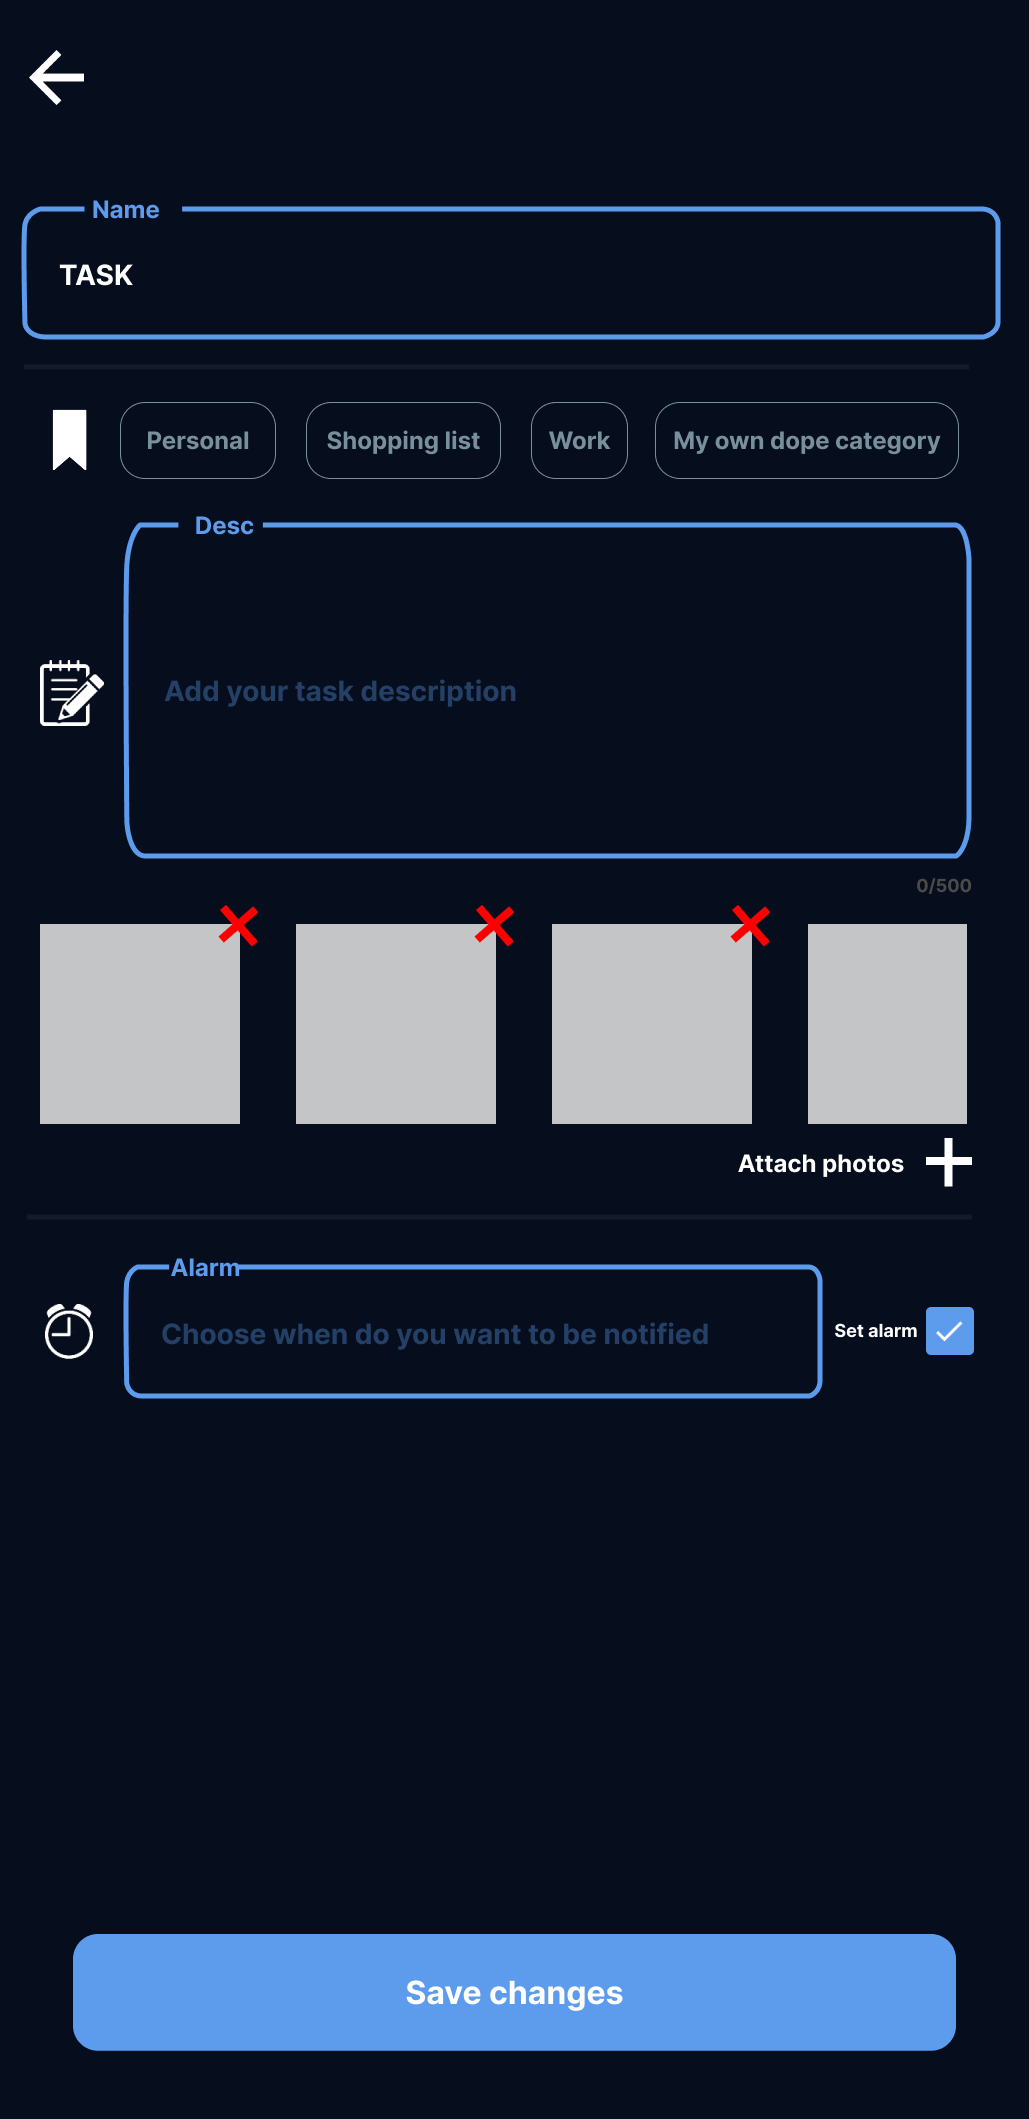 Name
TASK
Personal
Shopping list
Work
My own dope category
Desc
Add your task description
0/500
Attach photos
Alarm
Choose when do you want to be notified
Set alarm
Save changes